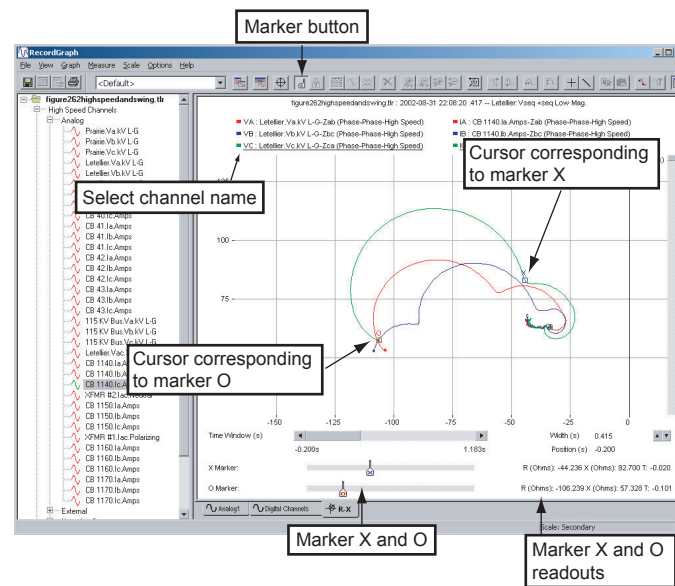 Marker button
RecordGraph
File View Graph Measure Scale Options Help
<Default>
figure262highspeedandswing.tlr
High Speed Channels
Analog
Prairie.Va.kV L-G
Prairie.Vb.kV L-G
Prairie.Vc.kV L-G
Letellier.Va.kV L-G
Letellier.Vb.kV L-G
CB 40.Ic.Amps
CB 41.Ia.Amps
CB 41.Ib.Amps
CB 41.Ic.Amps
CB 42.Ia.Amps
CB 42.Ib.Amps
CB 42.Ic.Amps
CB 43.Ia.Amps
CB 43.Ib.Amps
CB 43.Ic.Amps
115 KV Bus.Va.kV L-G
115 KV Bus.Vb.kV L-G
115 KV Bus.Vc.kV L-G
Letellier.Vac.
CB 1140.Ia.Amps
CB 1140.Ib.Amps
CB 1140.Ic.Amps
XFMR #2.Iac.Neutral
CB 1150.Ia.Amps
CB 1150.Ib.Amps
CB 1150.Ic.Amps
XFMR #1.Iac.Polarizing
CB 1160.Ia.Amps
CB 1160.Ib.Amps
CB 1160.Ic.Amps
CB 1170.Ia.Amps
CB 1170.Ib.Amps
CB 1170.Ic.Amps
External
figure262highspeedandswing.tlr : 2002-08-31 22:08:20 .417 -- Letellier.Vseq +seq Low Mag.
VA : Letellier.Va.kV L-G-Zab (Phase-Phase-High Speed)
IA : CB 1140.Ia.Amps-Zab (Phase-Phase-High Speed)
VB : Letellier.Vb.kV L-G-Zbc (Phase-Phase-High Speed)
IB : CB 1140.Ib.Amps-Zbc (Phase-Phase-High Speed)
VC : Letellier.Vc.kV L-G-Zca (Phase-Phase-High Speed)
Cursor corresponding
to marker X
Select channel name
100
75
Cursor corresponding
to marker O
X
O
-150
-125
-100
-75
-50
-25
0
Time Window (s)
-0.200s
1.183s
Width (s) 0.415
Position (s) -0.200
X Marker:
R (Ohms): -44.236 X (Ohms): 82.700 T: -0.020
O Marker:
R (Ohms): -106.239 X (Ohms): 57.328 T: -0.101
Analog1
Digital Channels
R-X
Scale: Secondary
Marker X and O
Marker X and O
readouts